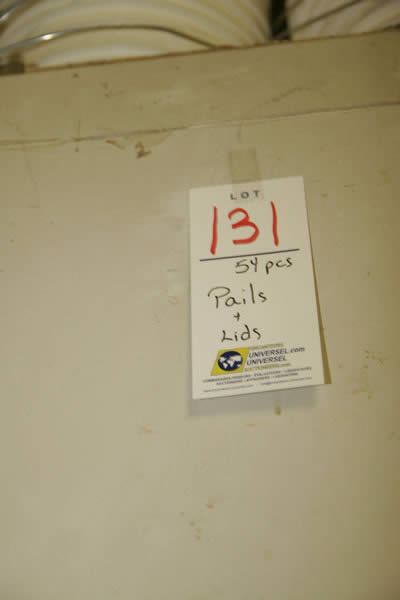 LOT
131
54 pcs
Pails
+
Lids
UNIVERSEL.com
UNIVERSEL